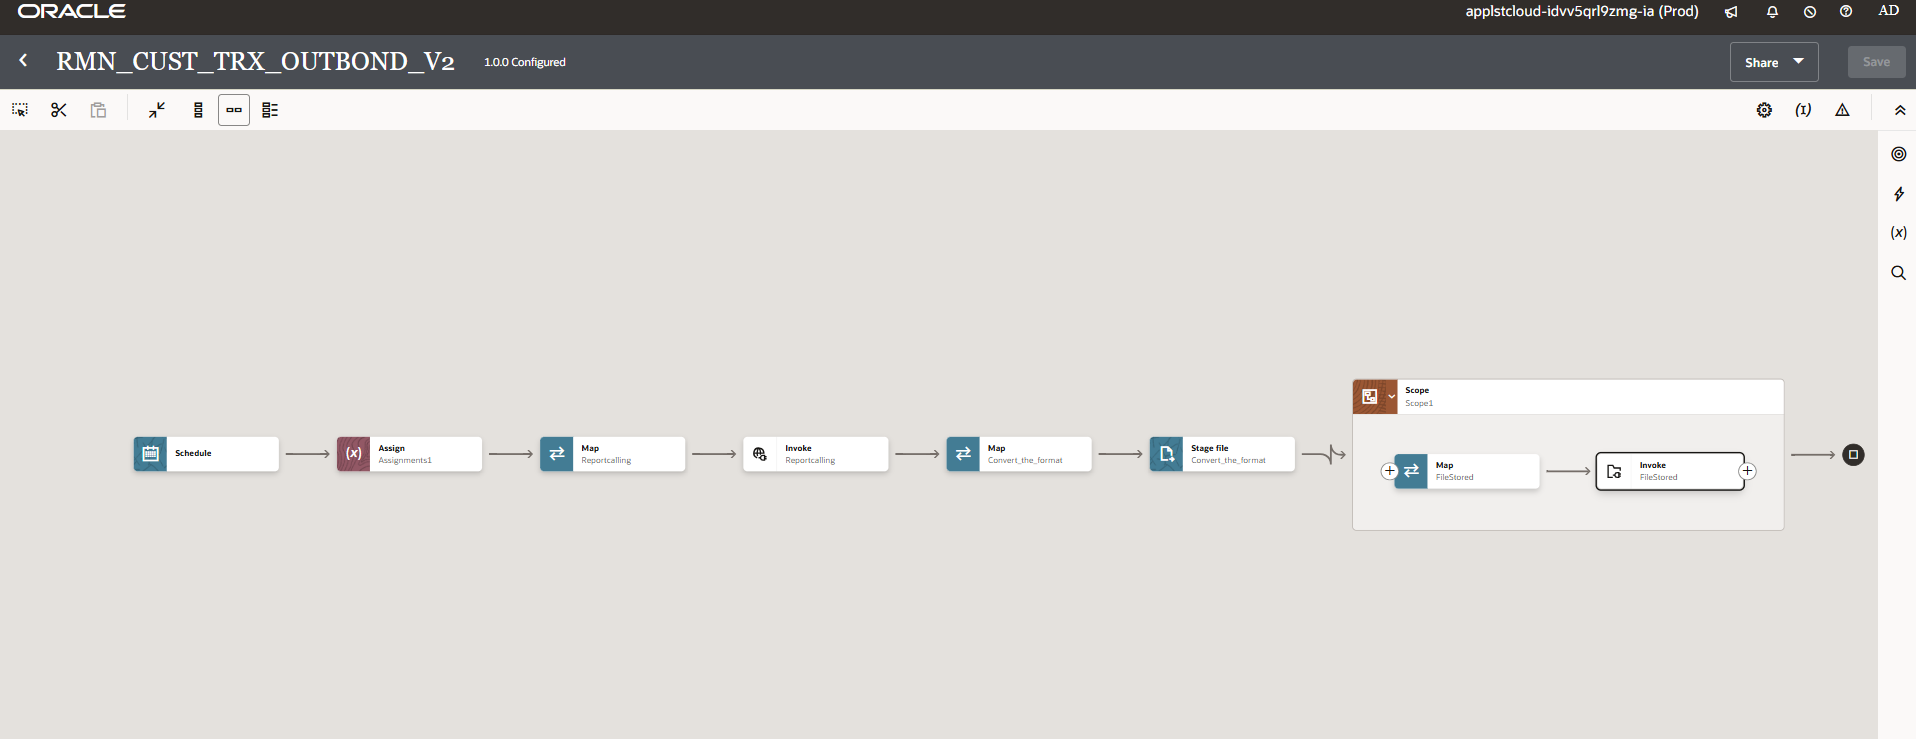 ORACLE
applstcloud-idvv5qrl9zmg-ia (Prod)
AD
RMN_CUST_TRX_OUTBOND_V2
1.0.0 Configured
Share
Save
(I)
(x)
Scope
Scope1
Schedule
(x)
Assign
Assignments1
Map
Reportcalling
Invoke
Reportcalling
Map
Convert_the_format
Stage file
Convert_the_format
Map
FileStored
Invoke
FileStored